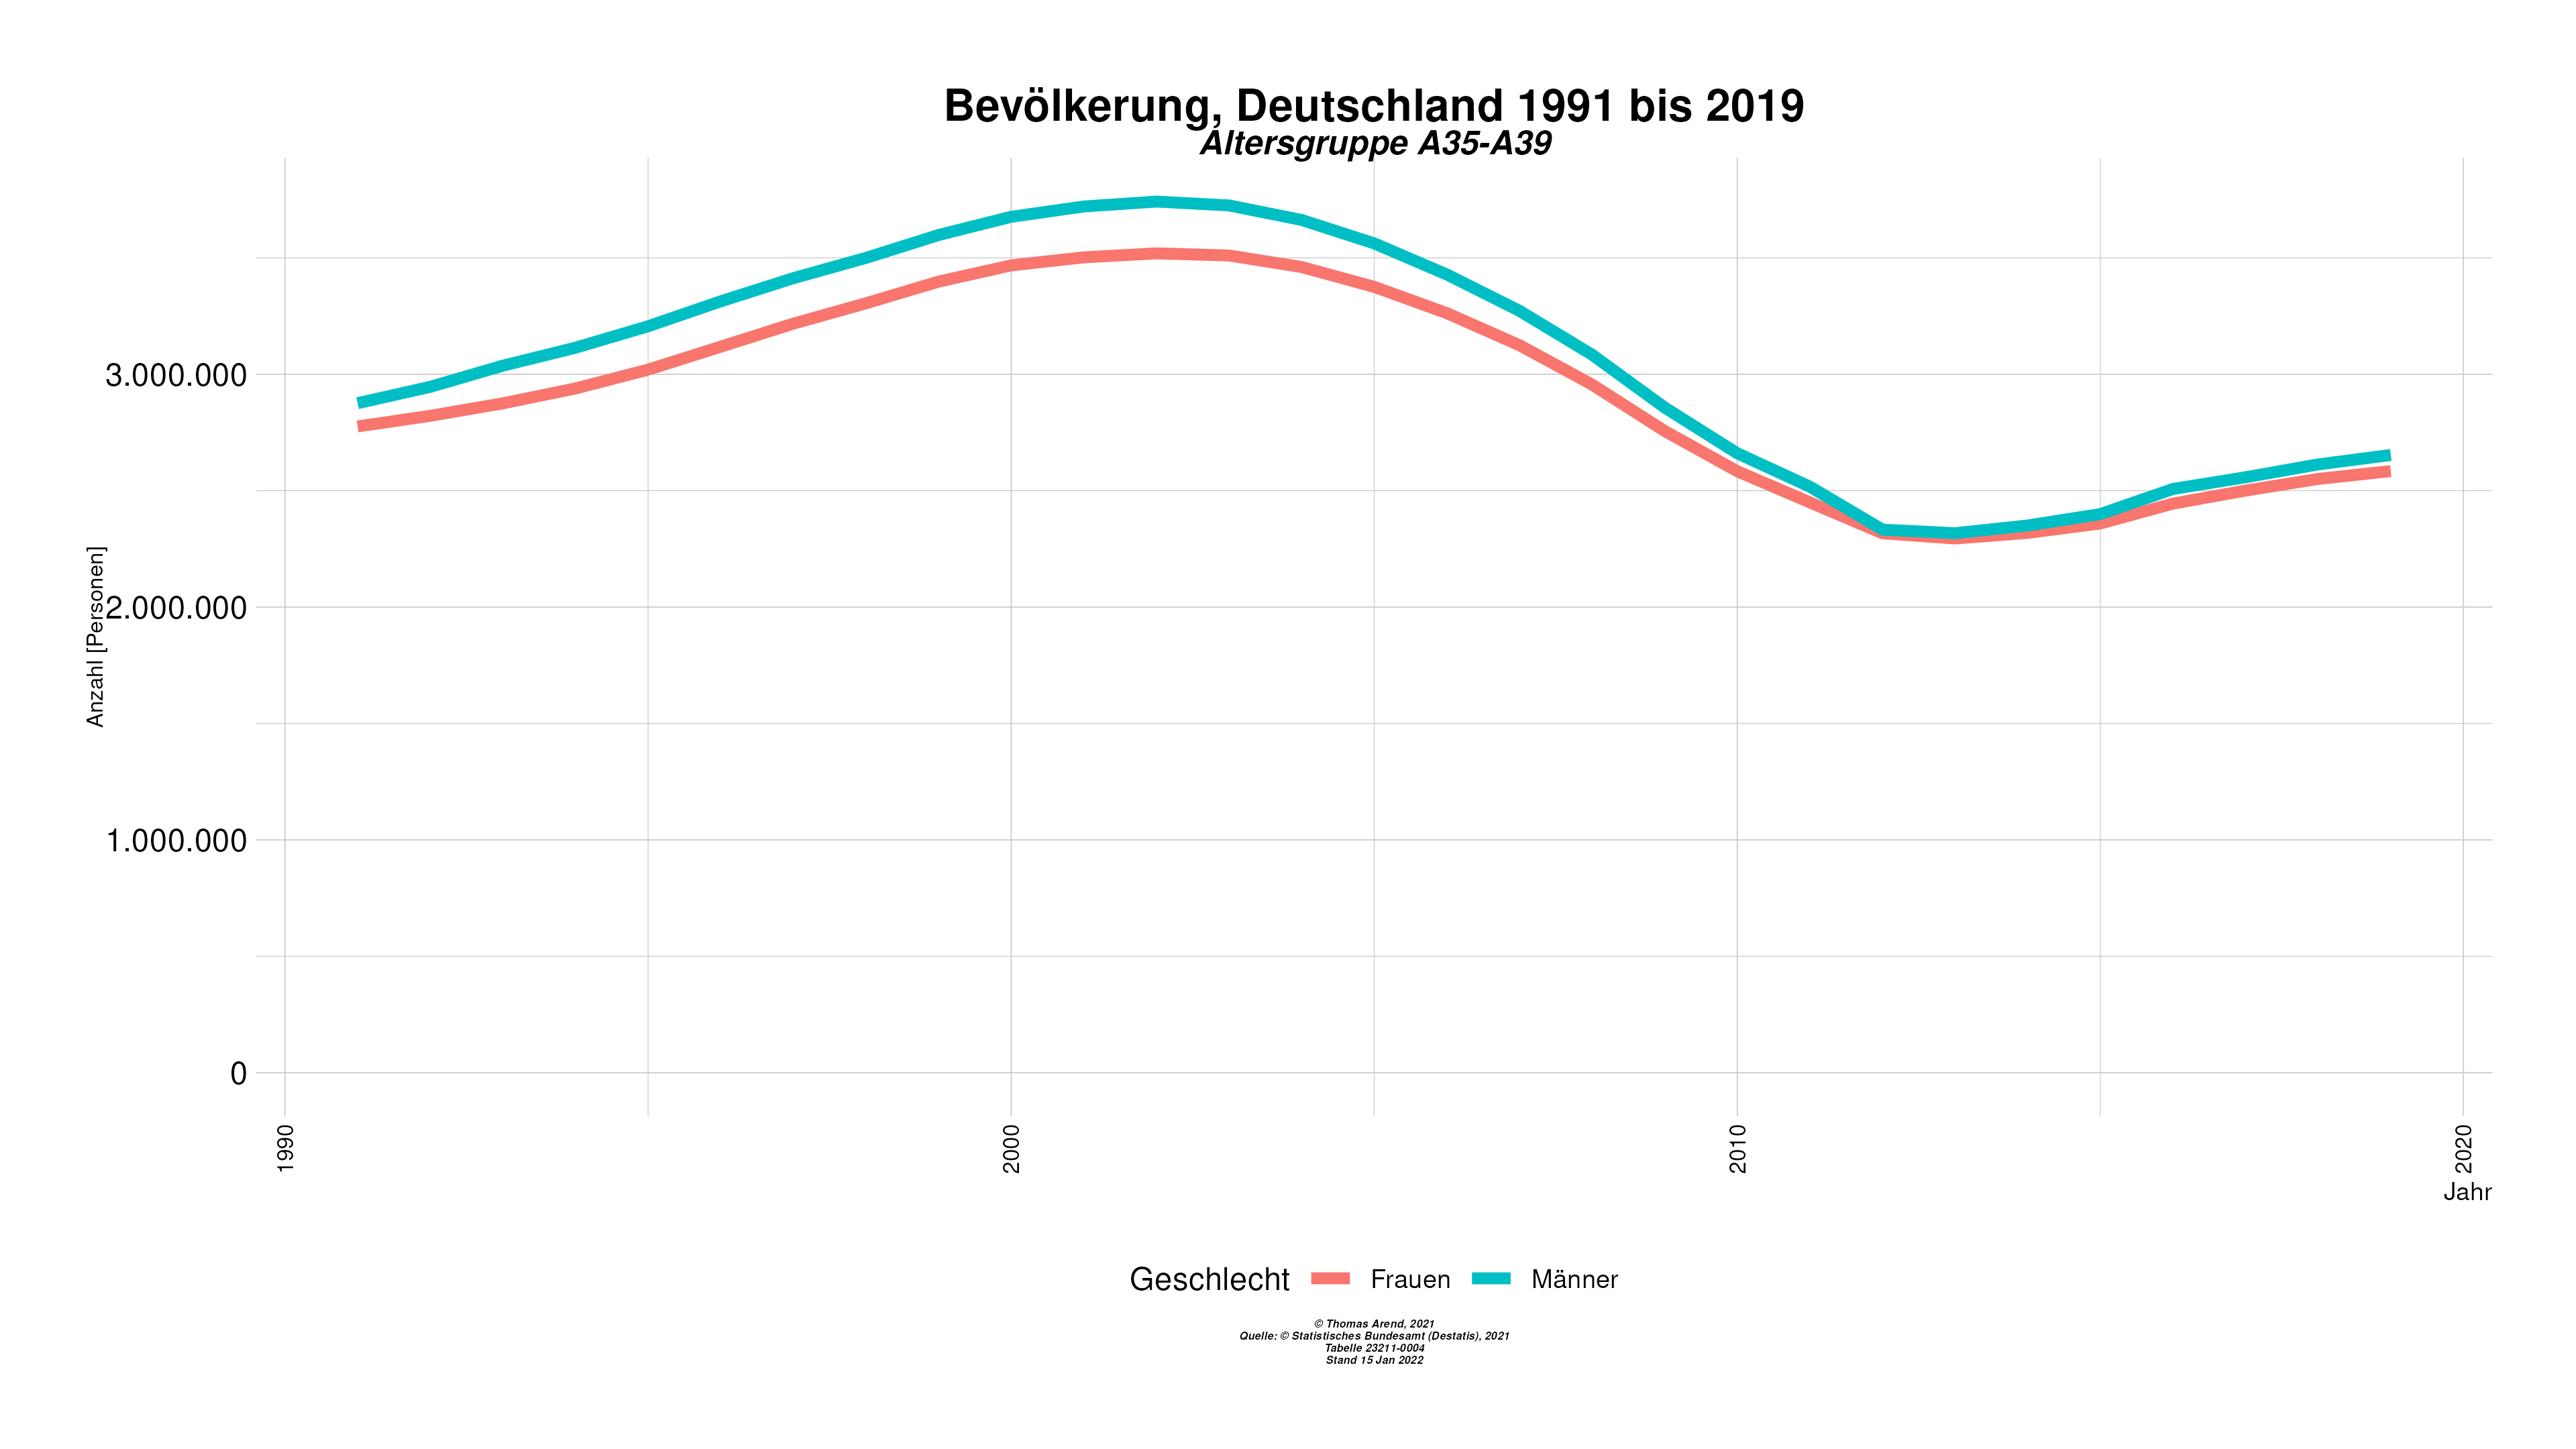 Bevölkerung, Deutschland 1991 bis 2019
Altersgruppe A35-A39
Anzahl [Personen]
3.000.000
2.000.000
1.000.000
0
1990
2000
2010
2020
Jahr
Geschlecht Frauen Männer
© Thomas Arend, 2021
Quelle: © Statistisches Bundesamt (Destatis), 2021
Tabelle 23211-0004
Stand 15 Jan 2022